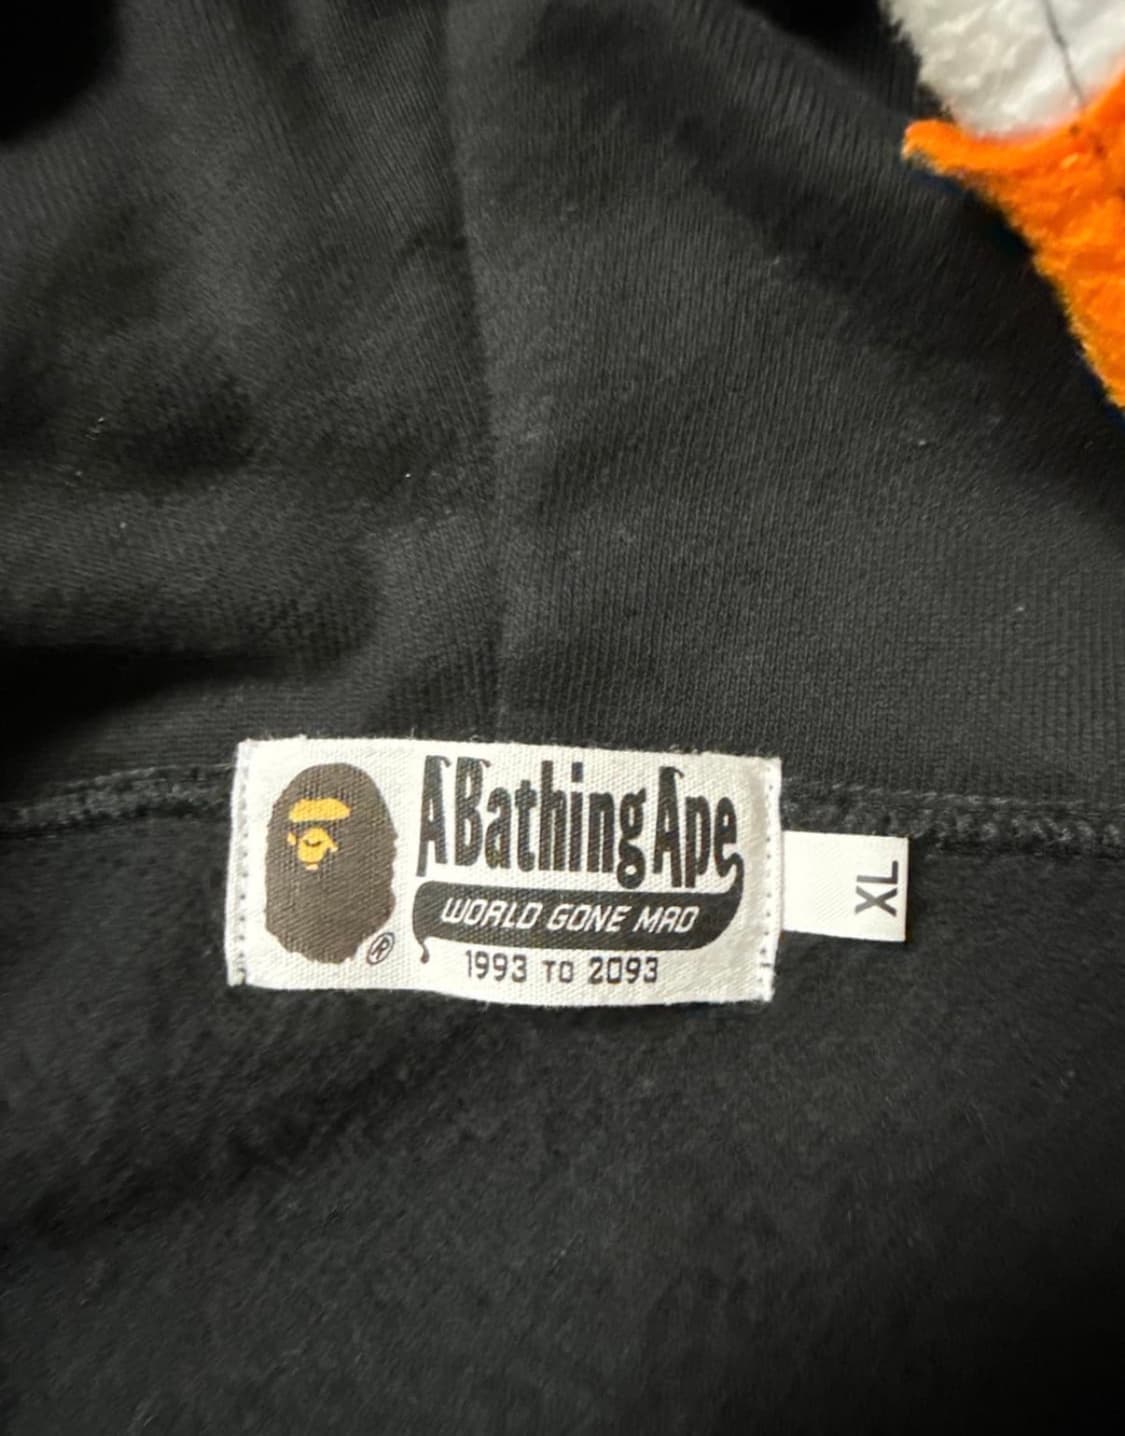 A Bathing Ape
WORLD GONE MAD
1993 TO 2093
®
XL